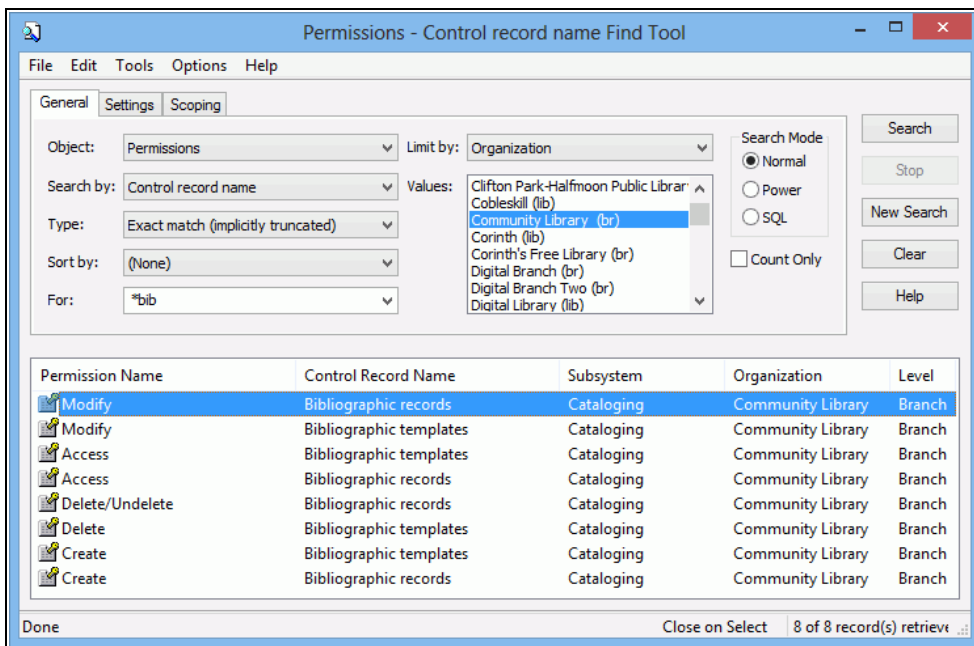 Permissions - Control record name Find Tool
File Edit Tools Options Help
General Settings Scoping
Object: Permissions Limit by: Organization Search Mode Search
Normal
Search by: Control record name Values: Clifton Park-Halfmoon Public Librar Power Stop
Cobleskill (lib)
Type: Exact match (implicitly truncated) Community Library (br) SQL New Search
Corinth (lib)
Sort by: (None) Corinth's Free Library (br) Count Only Clear
Digital Branch (br)
For: *bib Digital Branch Two (br) Help
Digital Library (lib)
Permission Name Control Record Name Subsystem Organization Level
Modify Bibliographic records Cataloging Community Library Branch
Modify Bibliographic templates Cataloging Community Library Branch
Access Bibliographic templates Cataloging Community Library Branch
Access Bibliographic records Cataloging Community Library Branch
Delete/Undelete Bibliographic records Cataloging Community Library Branch
Delete Bibliographic templates Cataloging Community Library Branch
Create Bibliographic templates Cataloging Community Library Branch
Create Bibliographic records Cataloging Community Library Branch
Done Close on Select 8 of 8 record(s) retrieve